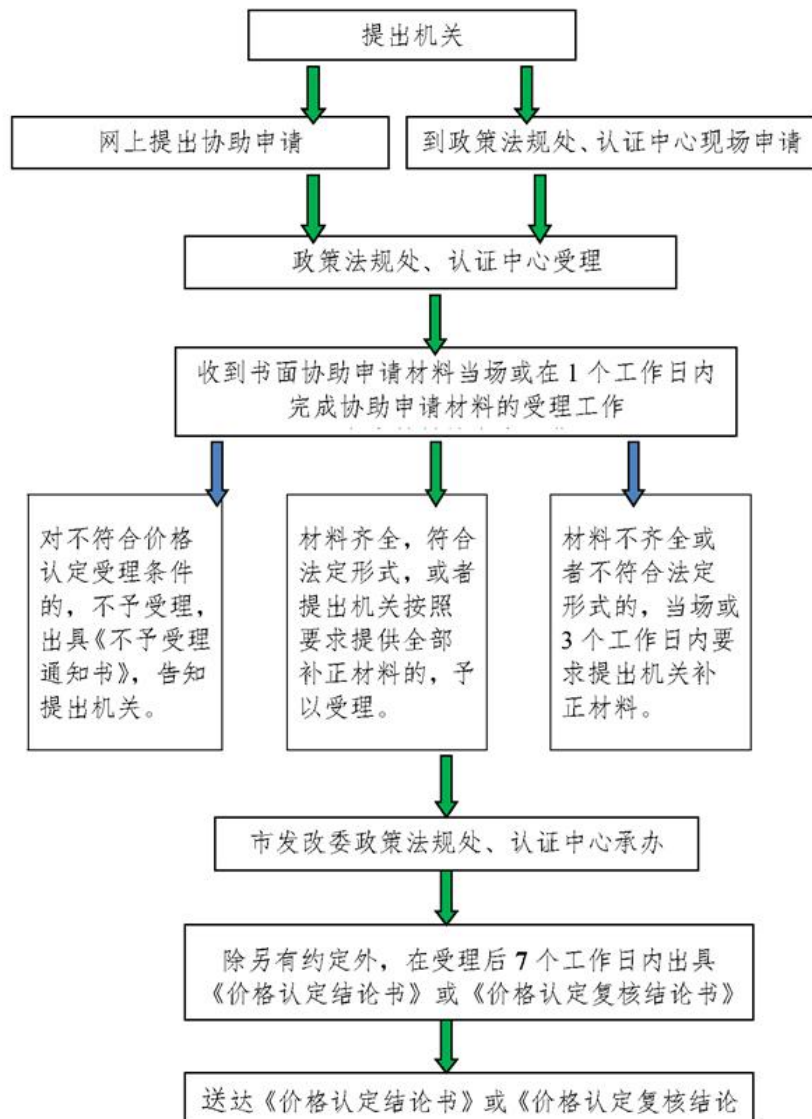 提出机关
网上提出协助申请
到政策法规处、认证中心现场申请
政策法规处、认证中心受理
收到书面协助申请材料当场或在 1 个工作日内
完成协助申请材料的受理工作
对不符合价格
认定受理条件
的，不予受理，
出具《不予受理
通知书》，告知
提出机关。
材料齐全，符合
法定形式，或者
提出机关按照
要求提供全部
补正材料的，予
以受理。
材料不齐全或
者不符合法定
形式的，当场或
3 个工作日内要
求提出机关补
正材料。
市发改委政策法规处、认证中心承办
除另有约定外，在受理后 7 个工作日内出具
《价格认定结论书》或《价格认定复核结论书》
送达《价格认定结论书》或《价格认定复核结论